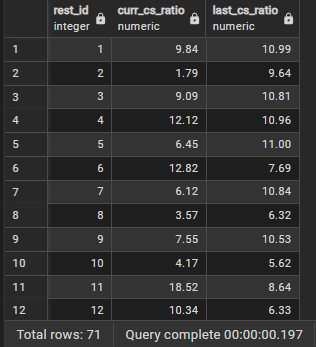 rest_id curr_cs_ratio last_cs_ratio
integer numeric numeric
1 1 9.84 10.99
2 2 1.79 9.64
3 3 9.09 10.81
4 4 12.12 10.96
5 5 6.45 11.00
6 6 12.82 7.69
7 7 6.12 10.84
8 8 3.57 6.32
9 9 7.55 10.53
10 10 4.17 5.62
11 11 18.52 8.64
12 12 10.34 6.33
Total rows: 71 Query complete 00:00:00.197